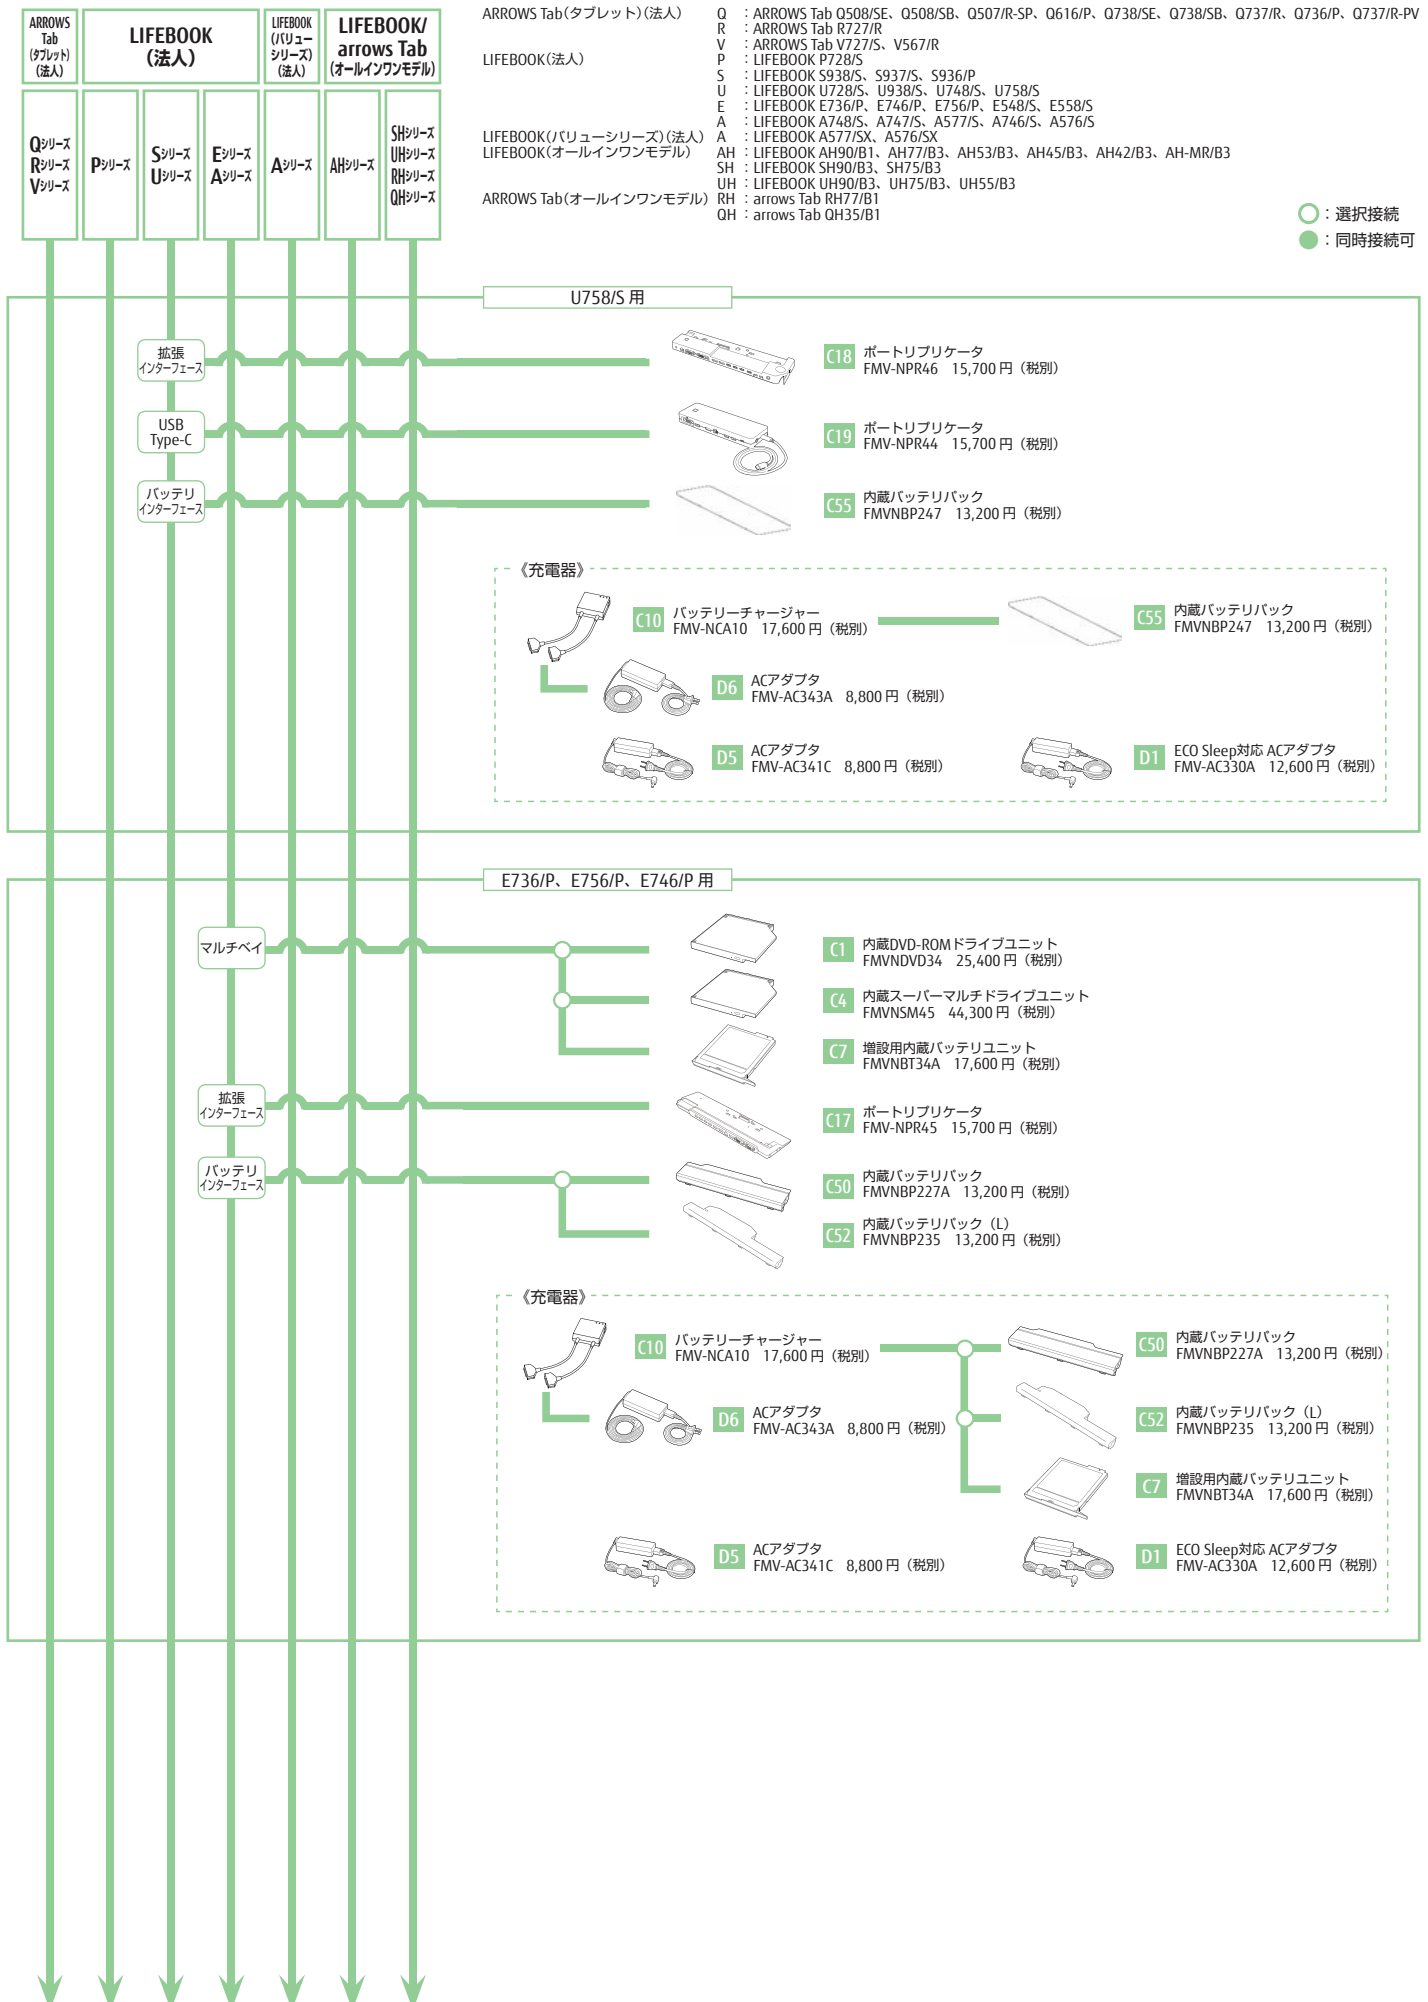 ARROWS
Tab
(タブレット)
(法人)
LIFEBOOK
(法人)
LIFEBOOK
(バリュー
シリーズ)
(法人)
LIFEBOOK/
arrows Tab
(オールインワンモデル)
Qシリーズ
Rシリーズ
Vシリーズ
Pシリーズ
Sシリーズ
Uシリーズ
Eシリーズ
Aシリーズ
Aシリーズ
AHシリーズ
SHシリーズ
UHシリーズ
RHシリーズ
QHシリーズ
ARROWS Tab(タブレット)(法人) Q :ARROWS Tab Q508/SE、Q508/SB、Q507/R-SP、Q616/P、Q738/SE、Q738/SB、Q737/R、Q736/P、Q737/R-PV
R :ARROWS Tab R727/R
V :ARROWS Tab V727/S、V567/R
LIFEBOOK(法人) P :LIFEBOOK P728/S
S :LIFEBOOK S938/S、S937/S、S936/P
U :LIFEBOOK U728/S、U938/S、U748/S、U758/S
E :LIFEBOOK E736/P、E746/P、E756/P、E548/S、E558/S
A :LIFEBOOK A748/S、A747/S、A577/S、A746/S、A576/S
LIFEBOOK(バリューシリーズ)(法人) A :LIFEBOOK A577/SX、A576/SX
LIFEBOOK(オールインワンモデル) AH :LIFEBOOK AH90/B1、AH77/B3、AH53/B3、AH45/B3、AH42/B3、AH-MR/B3
SH :LIFEBOOK SH90/B3、SH75/B3
UH :LIFEBOOK UH90/B3、UH75/B3、UH55/B3
ARROWS Tab(オールインワンモデル) RH :arrows Tab RH77/B1
QH :arrows Tab QH35/B1
:選択接続
:同時接続可
U758/S 用
拡張
インターフェース
C18 ポートリプリケータ
FMV-NPR46 15,700 円(税別)
USB
Type-C
C19 ポートリプリケータ
FMV-NPR44 15,700 円(税別)
バッテリ
インターフェース
C55 内蔵バッテリパック
FMVNBP247 13,200 円(税別)
《充電器》
C10 バッテリーチャージャー
FMV-NCA10 17,600 円(税別)
C55 内蔵バッテリパック
FMVNBP247 13,200 円(税別)
D6 ACアダプタ
FMV-AC343A 8,800 円(税別)
D5 ACアダプタ
FMV-AC341C 8,800 円(税別)
D1 ECO Sleep対応 ACアダプタ
FMV-AC330A 12,600 円(税別)
E736/P、E756/P、E746/P 用
マルチベイ
C1 内蔵DVD-ROMドライブユニット
FMVNDVD34 25,400 円(税別)
C4 内蔵スーパーマルチドライブユニット
FMVNSM45 44,300 円(税別)
C7 増設用内蔵バッテリユニット
FMVNBT34A 17,600 円(税別)
拡張
インターフェース
C17 ポートリプリケータ
FMV-NPR45 15,700 円(税別)
バッテリ
インターフェース
C50 内蔵バッテリパック
FMVNBP227A 13,200 円(税別)
C52 内蔵バッテリパック(L)
FMVNBP235 13,200 円(税別)
《充電器》
C10 バッテリーチャージャー
FMV-NCA10 17,600 円(税別)
C50 内蔵バッテリパック
FMVNBP227A 13,200 円(税別)
D6 ACアダプタ
FMV-AC343A 8,800 円(税別)
C52 内蔵バッテリパック(L)
FMVNBP235 13,200 円(税別)
C7 増設用内蔵バッテリユニット
FMVNBT34A 17,600 円(税別)
D5 ACアダプタ
FMV-AC341C 8,800 円(税別)
D1 ECO Sleep対応 ACアダプタ
FMV-AC330A 12,600 円(税別)